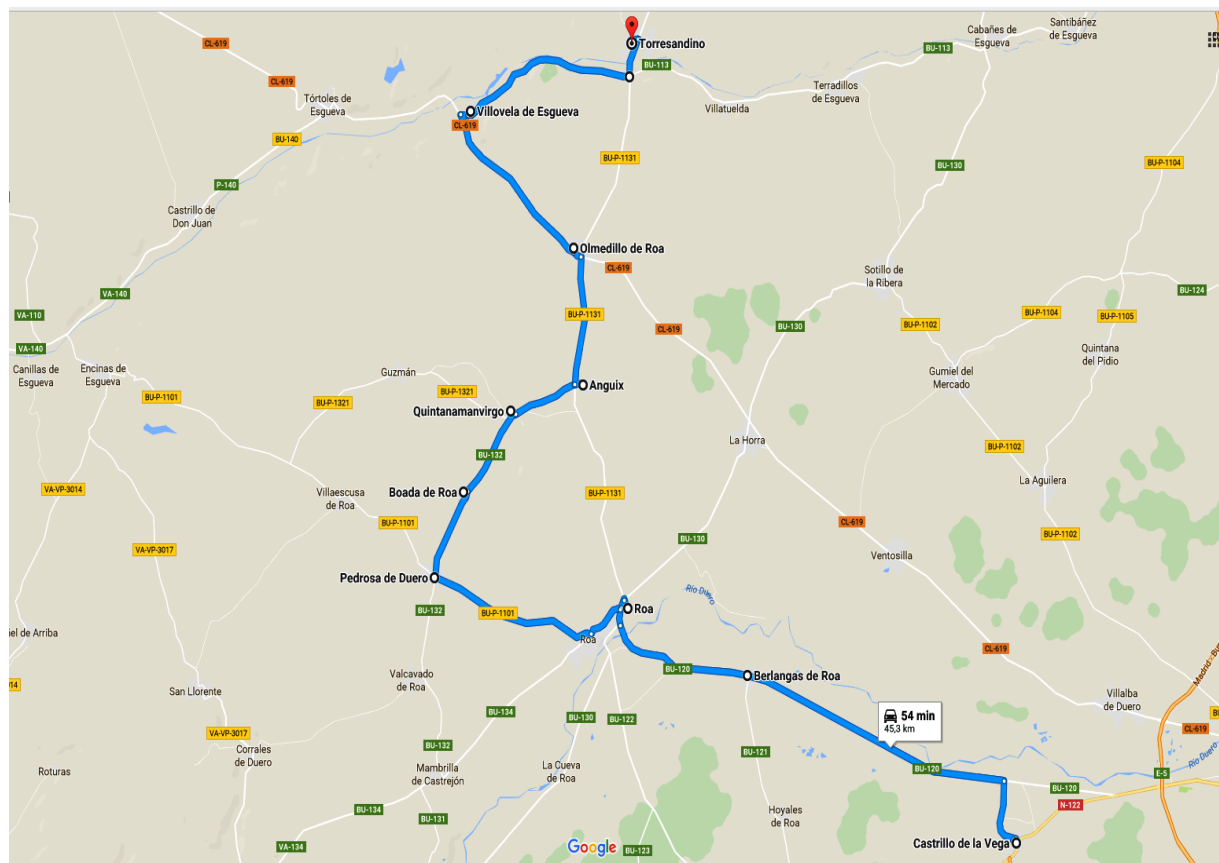 CL-619
Torresandino
BU-113
Cabañes de
Esgueva
Santibáñez
de Esgueva
BU-113
CL-619
Tórtoles de
Esgueva
Villovela de Esgueva
CL-619
Villatuelda
Terradillos
de Esgueva
BU-140
BU-P-1131
BU-130
BU-P-1104
P-140
Castrillo de
Don Juan
Olmedillo de Roa
CL-619
Sotillo de
la Ribera
VA-140
VA-110
BU-124
BU-P-1131
BU-P-1104
BU-P-1105
CL-619
BU-130
BU-P-1102
VA-140
Canillas de
Esgueva
Encinas de
Esgueva
Guzmán
Anguix
Gumiel del
Mercado
Quintana
del Pidio
BU-P-1101
BU-P-1321
BU-P-1321
Quintanamanvirgo
La Horra
BU-P-1102
BU-132
La Aguilera
VA-VP-3014
Villaescusa
de Roa
Boada de Roa
BU-P-1131
BU-P-1101
CL-619
BU-P-1102
VA-VP-3017
BU-130
Ventosilla
Pedrosa de Duero
Río Duero
BU-132
BU-P-1101
Roa
Roa
iel de Arriba
CL-619
Valcavado
de Roa
BU-120
Berlangas de Roa
Madrid-Bu
014
San Llorente
BU-134
BU-130
BU-122
54 min
45,3 km
Villalba
de Duero
CL-619
VA-VP-3017
Corrales
de Duero
BU-132
BU-121
Río Duero
Roturas
Mambrilla
de Castrejón
La Cueva
de Roa
BU-120
E-5
BU-120
BU-134
N-122
BU-131
Hoyales
de Roa
VA-134
Google
BU-123
Castrillo de la Vega